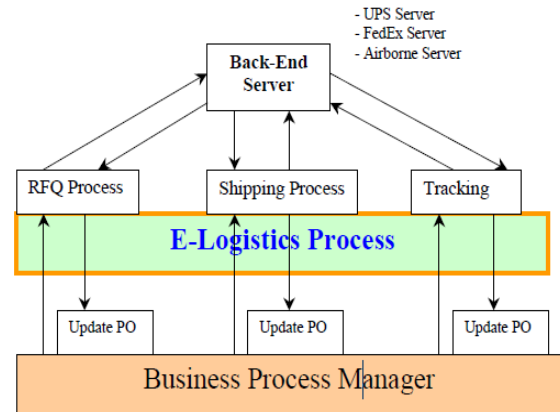 - UPS Server
- FedEx Server
- Airborne Server
Back-End
Server
RFQ Process
Shipping Process
Tracking
E-Logistics Process
Update PO
Update PO
Update PO
Business Process Manager